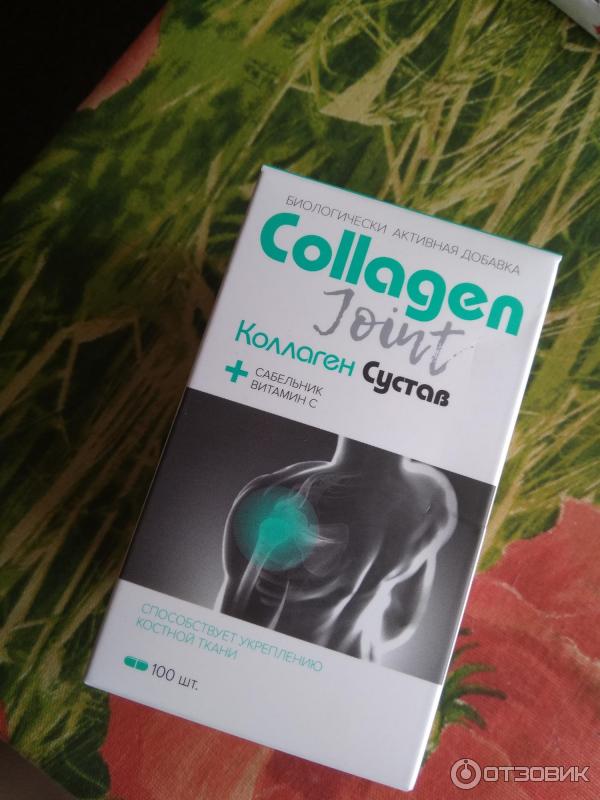 БИОЛОГИЧЕСКИ АКТИВНАЯ ДОБАВКА
Collagen
Joint
Коллаген Сустав
+ САБЕЛЬНИК
ВИТАМИН С
СПОСОБСТВУЕТ УКРЕПЛЕНИЮ
КОСТНОЙ ТКАНИ
100 шт.
ОТЗОВИК